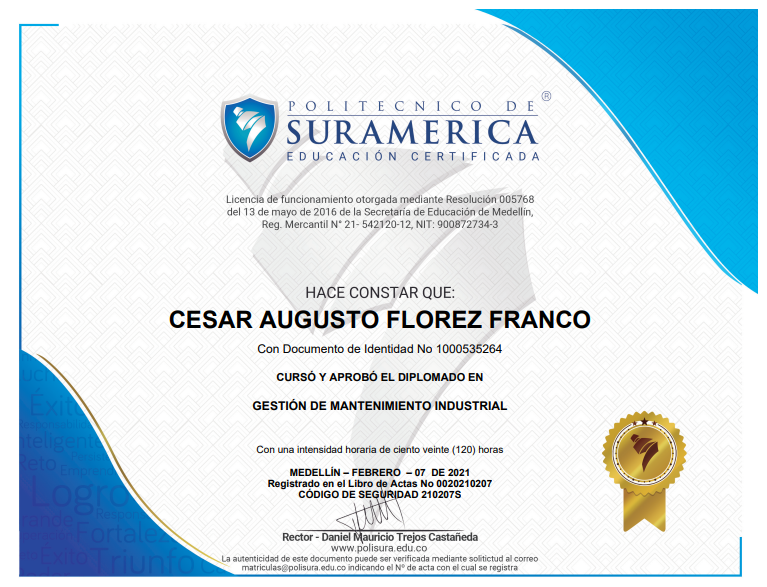 POLITECNICO DE ®
SURAMERICA
EDUCACIÓN CERTIFICADA
Licencia de funcionamiento otorgada mediante Resolución 005768
del 13 de mayo de 2016 de la Secretaria de Educación de Medellín,
Reg. Mercantil N° 21- 542120-12, NIT: 900872734-3
HACE CONSTAR QUE:
CESAR AUGUSTO FLOREZ FRANCO
Con Documento de Identidad No 1000535264
CURSÓ Y APROBÓ EL DIPLOMADO EN
GESTIÓN DE MANTENIMIENTO INDUSTRIAL
Éxito
Inteligente
Reto
Logro
Fortale
Éxito Triunfo
Con una intensidad horaria de ciento veinte (120) horas
MEDELLÍN – FEBRERO – 07 DE 2021
Registrado en el Libro de Actas No 0020210207
CÓDIGO DE SEGURIDAD 210207S
Rector - Daniel Mauricio Trejos Castañeda
www.polisura.edu.co
La autenticidad de este documento puede ser verificada mediante solititud al correo
matriculas@polisura.edu.co indicando el Nº de acta con el cual se registra